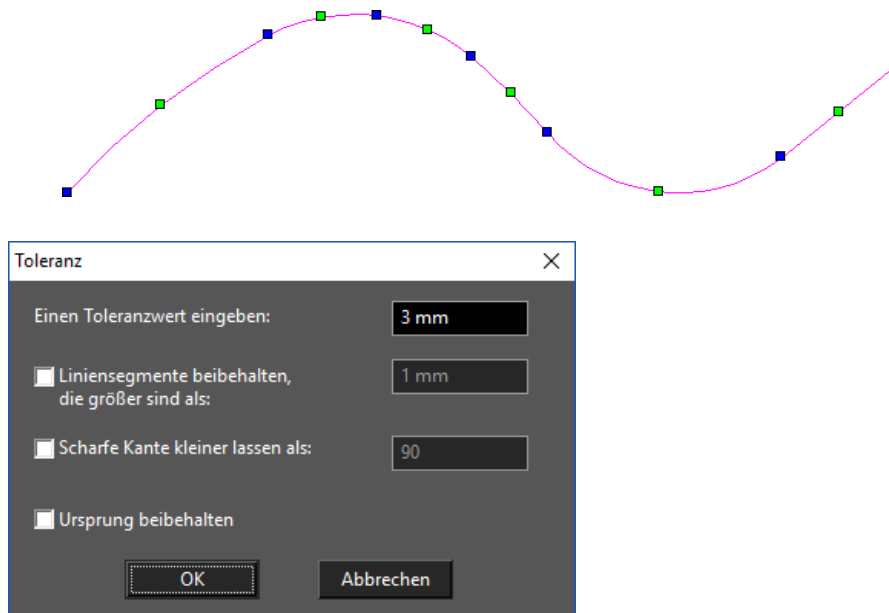 Toleranz
Einen Toleranzwert eingeben:
3 mm
Liniensegmente beibehalten,
die größer sind als:
1 mm
Scharfe Kante kleiner lassen als:
90
Ursprung beibehalten
OK
Abbrechen